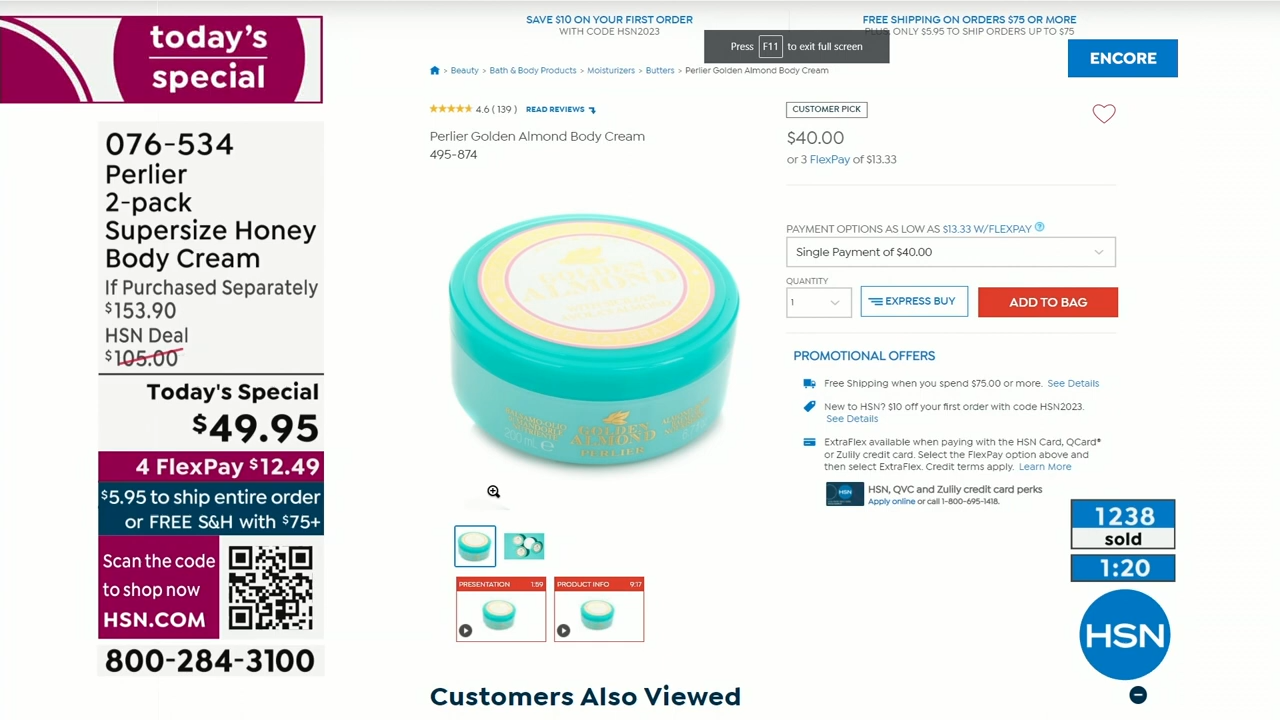 today's
special
076-534
Perlier
2-pack
Supersize Honey
Body Cream
If Purchased Separately
$153.90
HSN Deal
$105.00
Today's Special
$49.95
4 FlexPay $12.49
$5.95 to ship entire order
or FREE S&H with $75+
Scan the code
to shop now
HSN.COM
800-284-3100
SAVE $10 ON YOUR FIRST ORDER
WITH CODE HSN2023
FREE SHIPPING ON ORDERS $75 OR MORE
PLUS, ONLY $5.95 TO SHIP ORDERS UP TO $75
Press F11 to exit full screen
ENCORE
Beauty > Bath & Body Products > Moisturizers > Butters > Perlier Golden Almond Body Cream
4.6 (139) READ REVIEWS
Perlier Golden Almond Body Cream
495-874
GOLDEN
ALMOND
200 ml e
GOLDEN
ALMOND
PERLIER
CUSTOMER PICK
$40.00
or 3 FlexPay of $13.33
PAYMENT OPTIONS AS LOW AS $13.33 W/FLEXPAY ?
Single Payment of $40.00
QUANTITY
1
EXPRESS BUY
ADD TO BAG
PROMOTIONAL OFFERS
Free Shipping when you spend $75.00 or more. See Details
New to HSN? $10 off your first order with code HSN2023.
See Details
ExtraFlex available when paying with the HSN Card, QCard®
or Zulily credit card. Select the FlexPay option above and
then select ExtraFlex. Credit terms apply. Learn More
HSN
HSN, QVC and Zulily credit card perks
Apply online or call 1-800-695-1418.
PRESENTATION 1:59
PRODUCT INFO 9:17
1238
sold
1:20
HSN
Customers Also Viewed